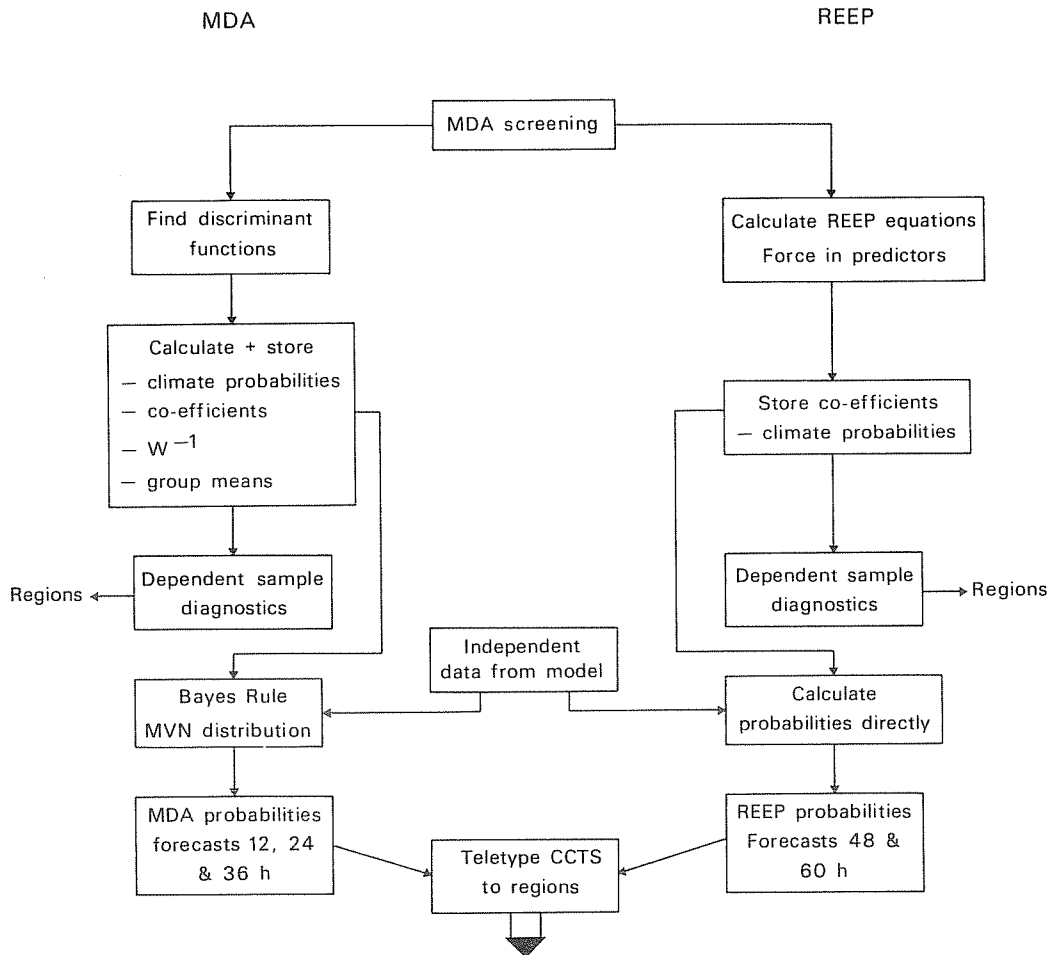 MDA
REEP
MDA screening
Find discriminant
functions
Calculate REEP equations
Force in predictors
Calculate + store
— climate probabilities
— co-efficients
— W⁻¹
— group means
Store co-efficients
— climate probabilities
Regions
Dependent sample
diagnostics
Dependent sample
diagnostics
Regions
Independent
data from model
Bayes Rule
MVN distribution
Calculate
probabilities directly
MDA probabilities
forecasts 12, 24
& 36 h
REEP probabilities
Forecasts 48 &
60 h
Teletype CCTS
to regions